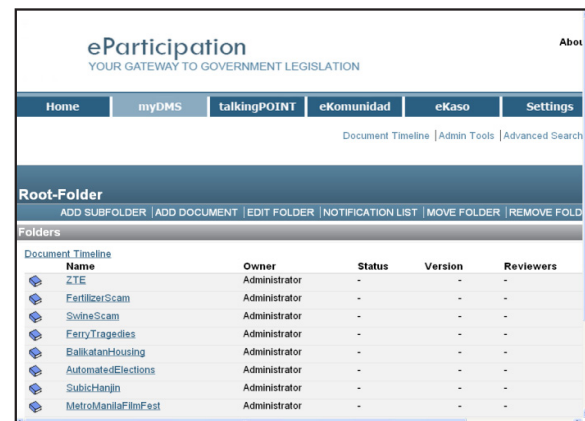 eParticipation
YOUR GATEWAY TO GOVERNMENT LEGISLATION
Home myDMS talkingPOINT eKomunidad eKaso Settings
Document Timeline | Admin Tools | Advanced Search
Root-Folder
ADD SUBFOLDER | ADD DOCUMENT | EDIT FOLDER | NOTIFICATION LIST | MOVE FOLDER | REMOVE FOLD
Folders
Document Timeline
Name Owner Status Version Reviewers
ZTE Administrator - - -
FertilizerScam Administrator - - -
SwineScam Administrator - - -
FerryTragedies Administrator - - -
BalikatanHousing Administrator - - -
AutomatedElections Administrator - - -
SubicHanjin Administrator - - -
MetroManilaFilmFest Administrator - - -